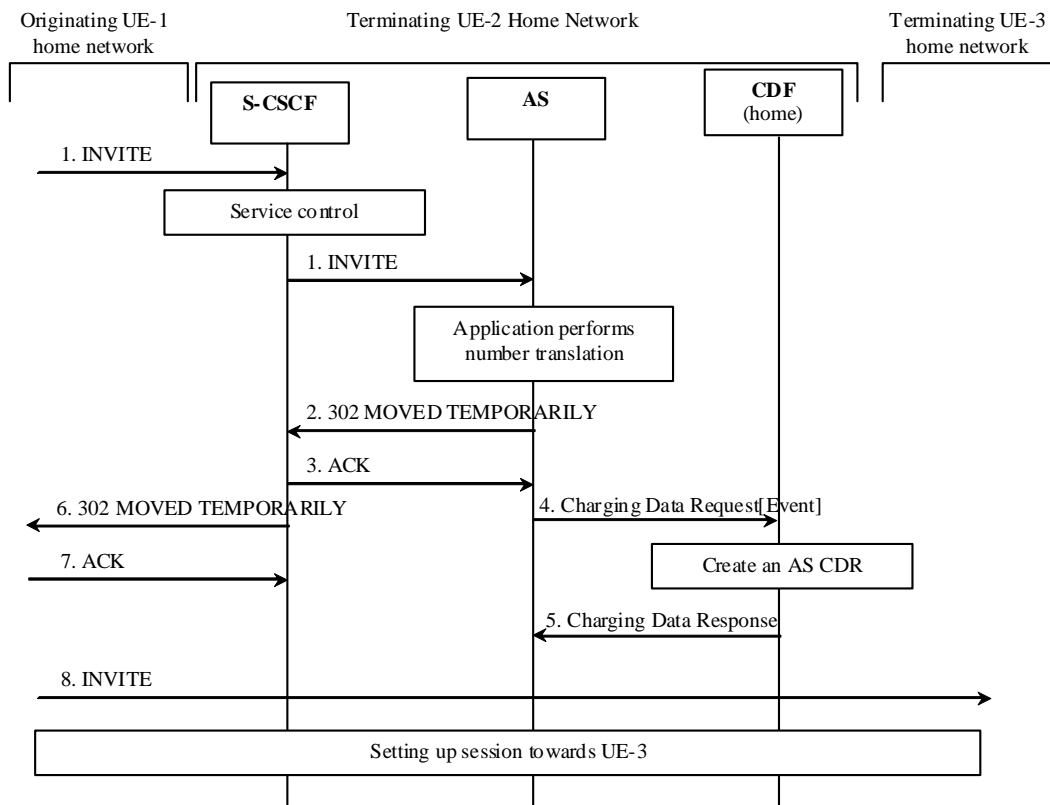 Originating UE-1
home network
Terminating UE-2 Home Network
Terminating UE-3
home network
S-CSCF
AS
CDF
(home)
1. INVITE
Service control
1. INVITE
Application performs
number translation
2. 302 MOVED TEMPORARILY
3. ACK
6. 302 MOVED TEMPORARILY
4. Charging Data Request[Event]
7. ACK
Create an AS CDR
5. Charging Data Response
8. INVITE
Setting up session towards UE-3